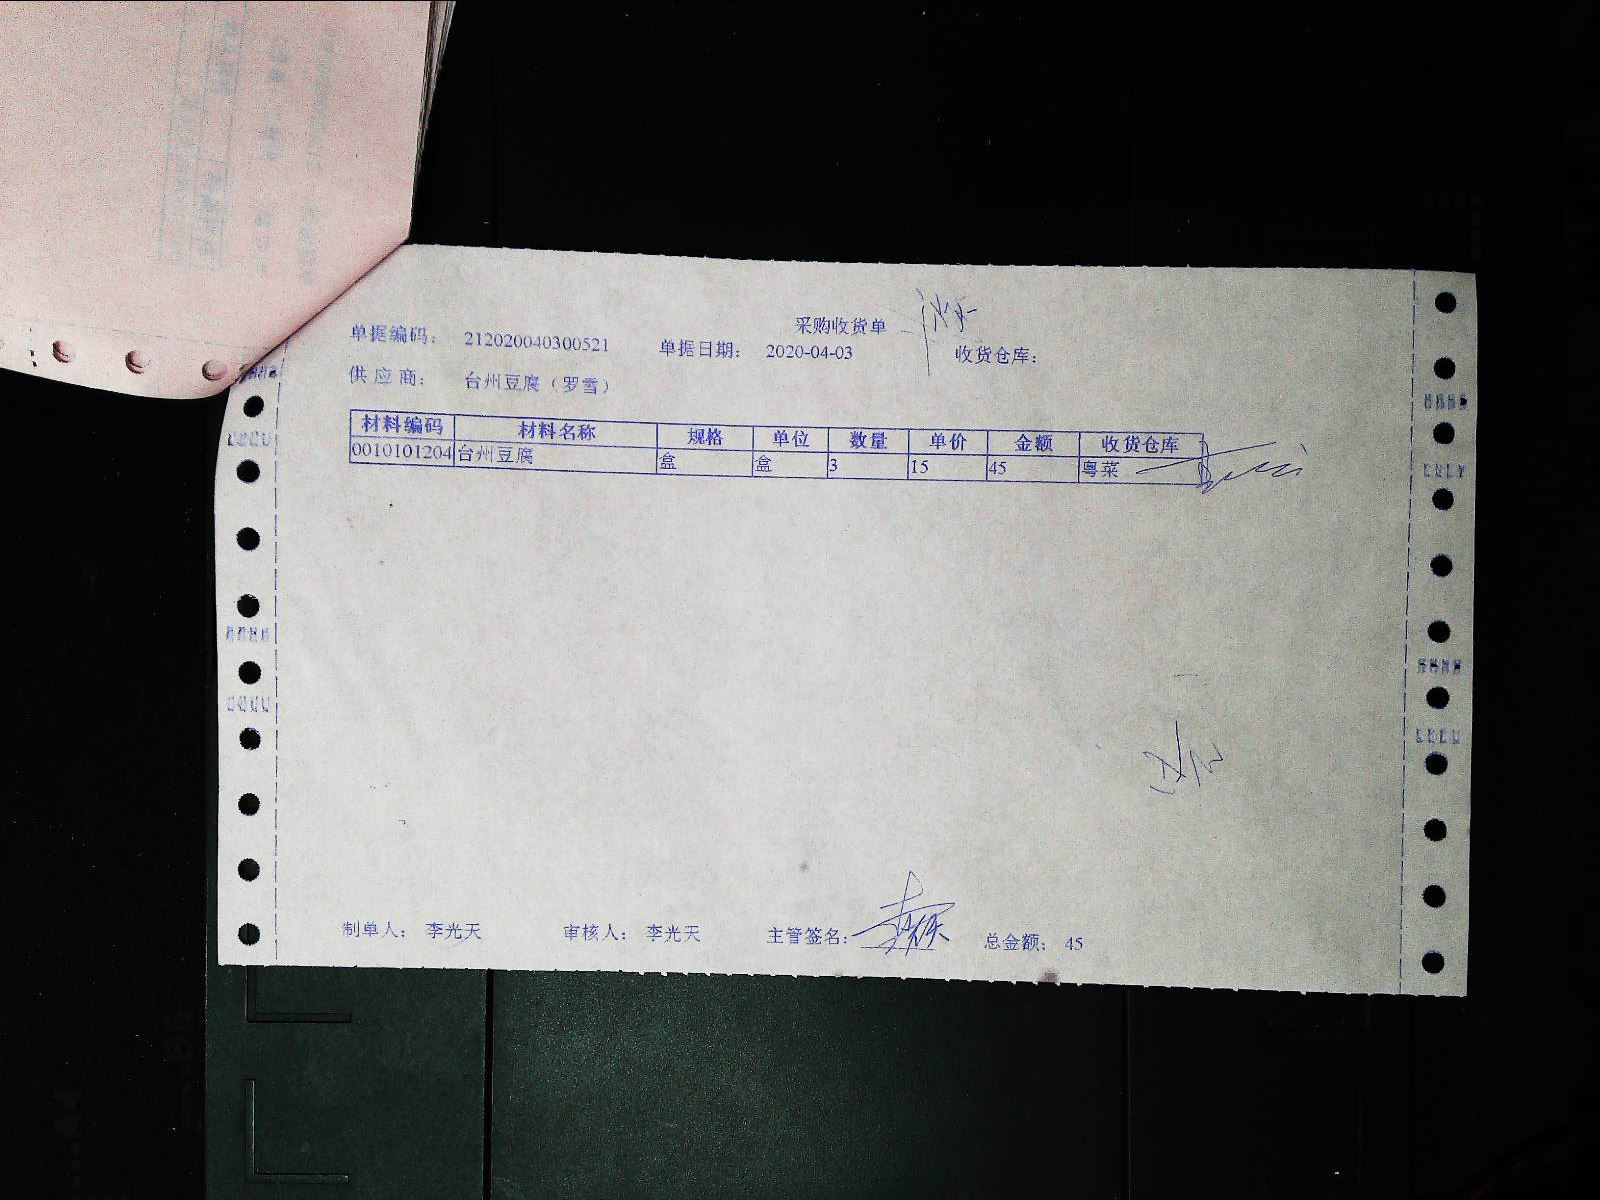 采购收货单
单据编码： 212020040300521 单据日期： 2020-04-03 收货仓库：
供应商： 台州豆腐（罗雪）
材料编码 材料名称 规格 单位 数量 单价 金额 收货仓库
0010101204 台州豆腐 盒 盒 3 15 45 粤菜
制单人： 李光天 审核人： 李光天 主管签名： 总金额： 45